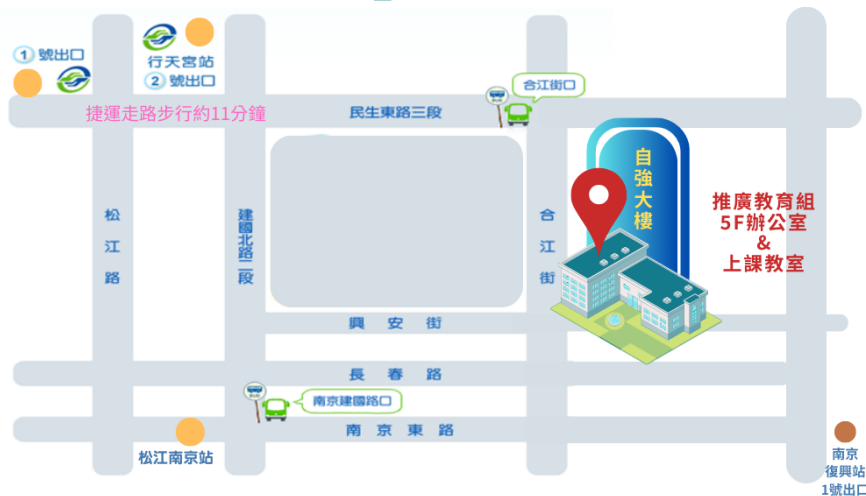 1 號出口
行天宮站
2 號出口
合江街口
捷運走路步行約11分鐘
民生東路三段
自強大樓
推廣教育組
5F辦公室
&
上課教室
松江路
建國北路二段
合江街
興安街
長春路
南京建國路口
南京東路
松江南京站
南京
復興站
1號出口